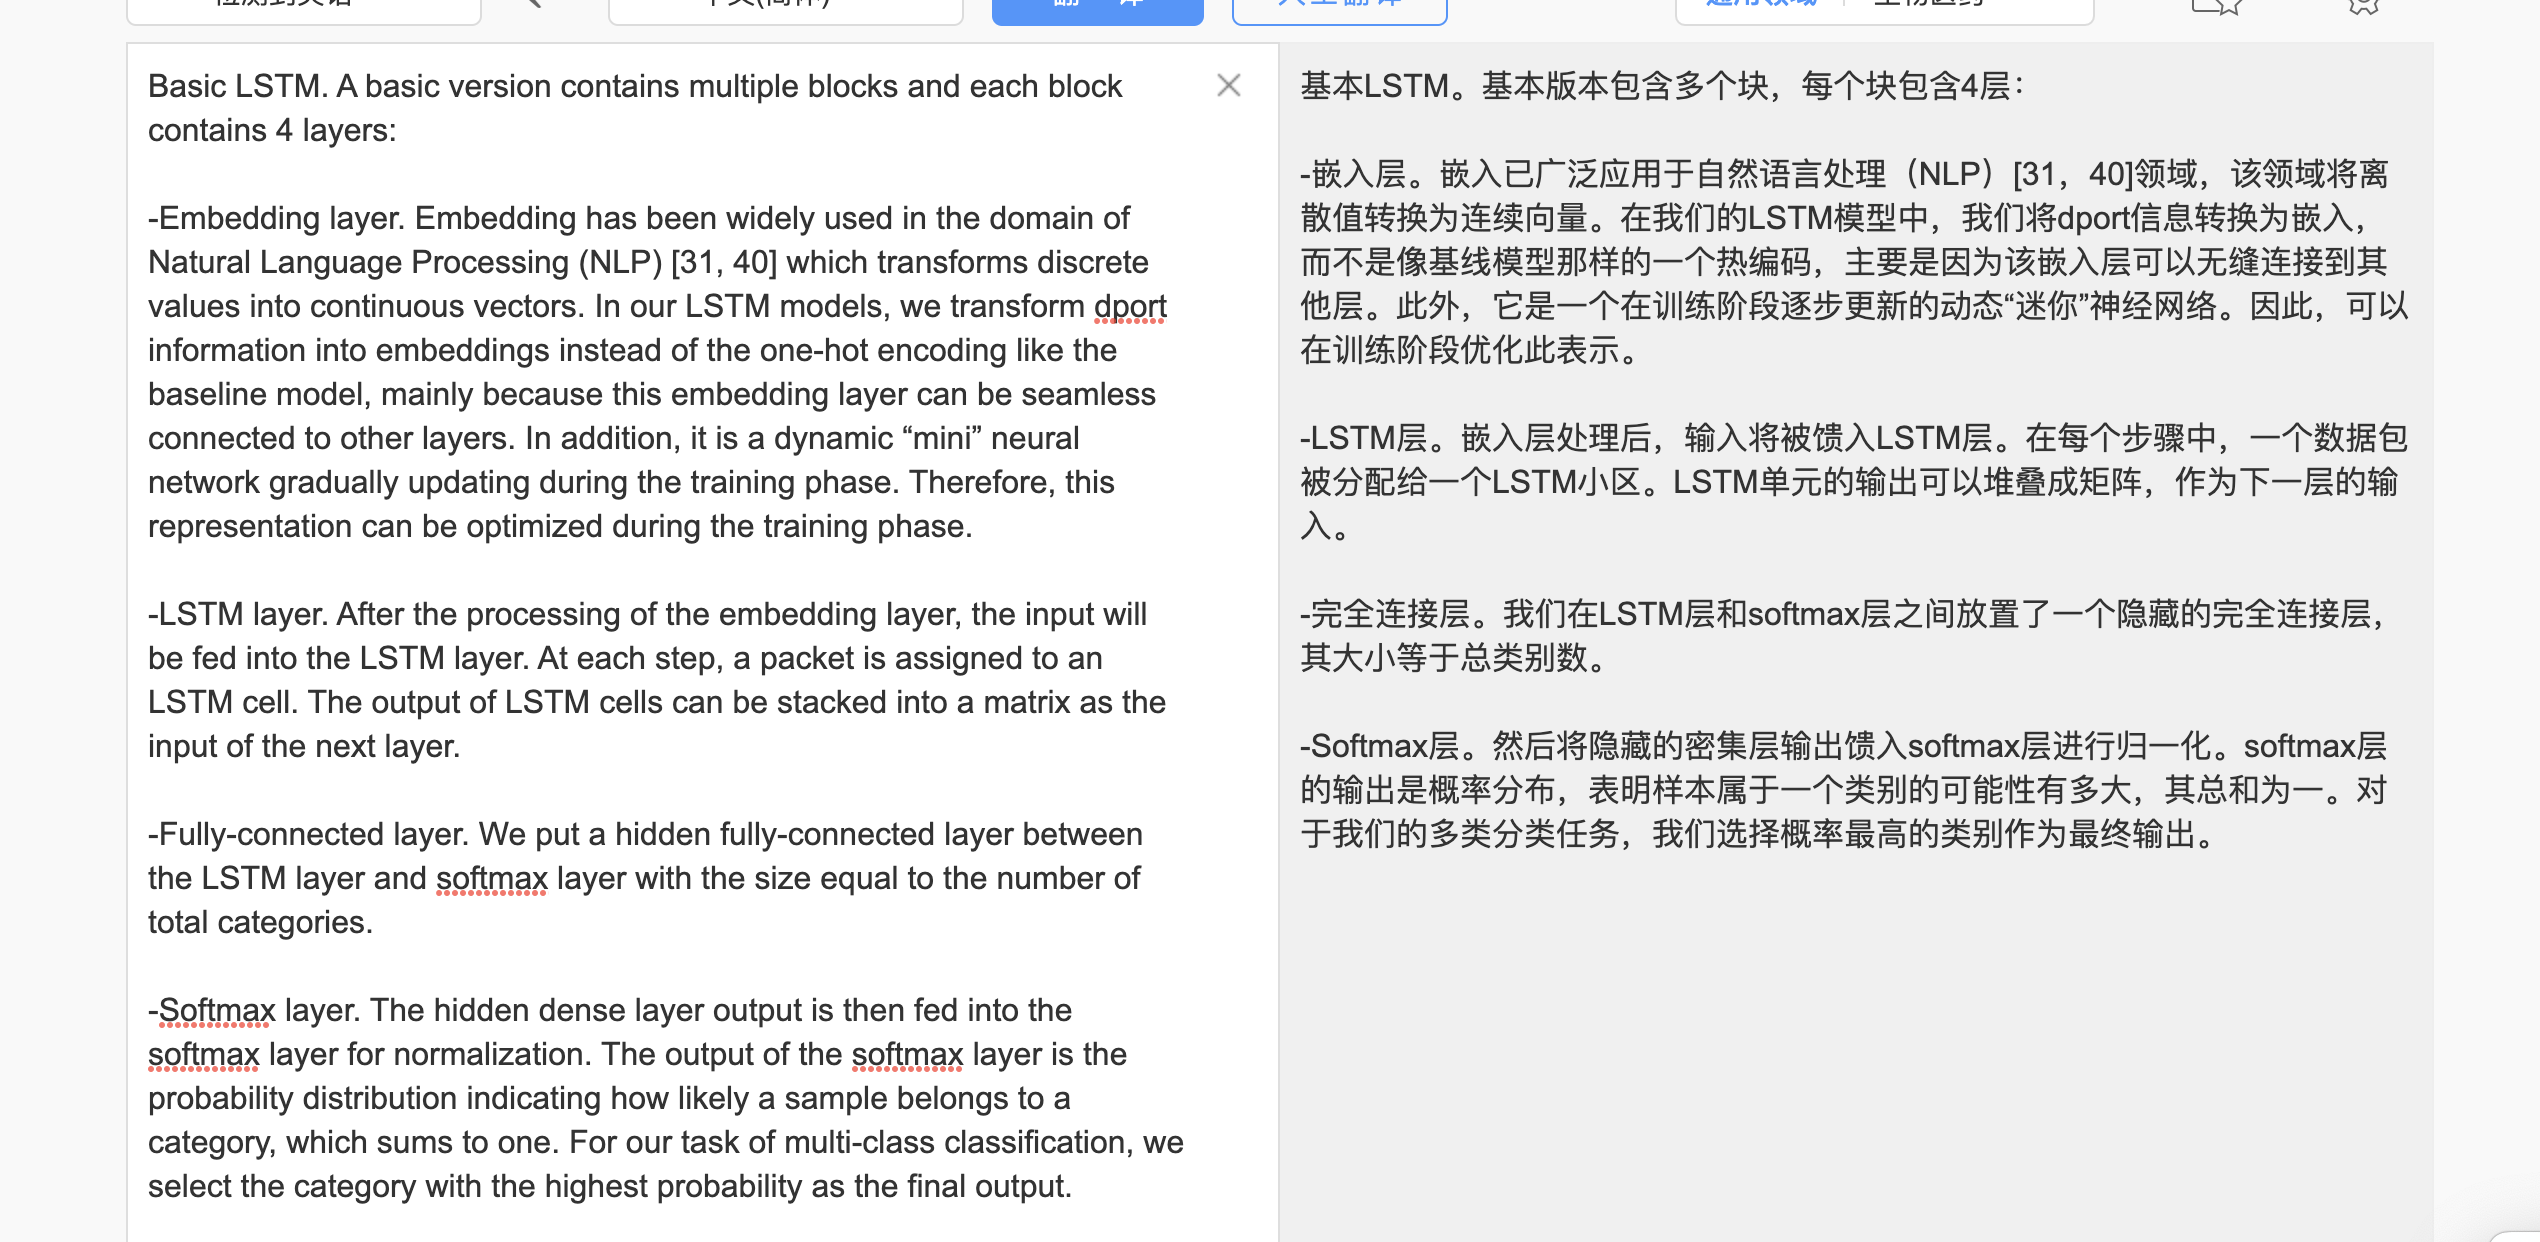 中文(简体)
翻 译
人工翻译
通用领域
生物医药
Basic LSTM. A basic version contains multiple blocks and each block
contains 4 layers:
-Embedding layer. Embedding has been widely used in the domain of
Natural Language Processing (NLP) [31, 40] which transforms discrete
values into continuous vectors. In our LSTM models, we transform dport
information into embeddings instead of the one-hot encoding like the
baseline model, mainly because this embedding layer can be seamless
connected to other layers. In addition, it is a dynamic “mini” neural
network gradually updating during the training phase. Therefore, this
representation can be optimized during the training phase.
-LSTM layer. After the processing of the embedding layer, the input will
be fed into the LSTM layer. At each step, a packet is assigned to an
LSTM cell. The output of LSTM cells can be stacked into a matrix as the
input of the next layer.
-Fully-connected layer. We put a hidden fully-connected layer between
the LSTM layer and softmax layer with the size equal to the number of
total categories.
-Softmax layer. The hidden dense layer output is then fed into the
softmax layer for normalization. The output of the softmax layer is the
probability distribution indicating how likely a sample belongs to a
category, which sums to one. For our task of multi-class classification, we
select the category with the highest probability as the final output.
基本LSTM。基本版本包含多个块，每个块包含4层：
-嵌入层。嵌入已广泛应用于自然语言处理（NLP）[31，40]领域，该领域将离
散值转换为连续向量。在我们的LSTM模型中，我们将dport信息转换为嵌入，
而不是像基线模型那样的一个热编码，主要是因为该嵌入层可以无缝连接到其
他层。此外，它是一个在训练阶段逐步更新的动态“迷你”神经网络。因此，可以
在训练阶段优化此表示。
-LSTM层。嵌入层处理后，输入将被馈入LSTM层。在每个步骤中，一个数据包
被分配给一个LSTM小区。LSTM单元的输出可以堆叠成矩阵，作为下一层的输
入。
-完全连接层。我们在LSTM层和softmax层之间放置了一个隐藏的完全连接层，
其大小等于总类别数。
-Softmax层。然后将隐藏的密集层输出馈入softmax层进行归一化。softmax层
的输出是概率分布，表明样本属于一个类别的可能性有多大，其总和为一。对
于我们的多类分类任务，我们选择概率最高的类别作为最终输出。